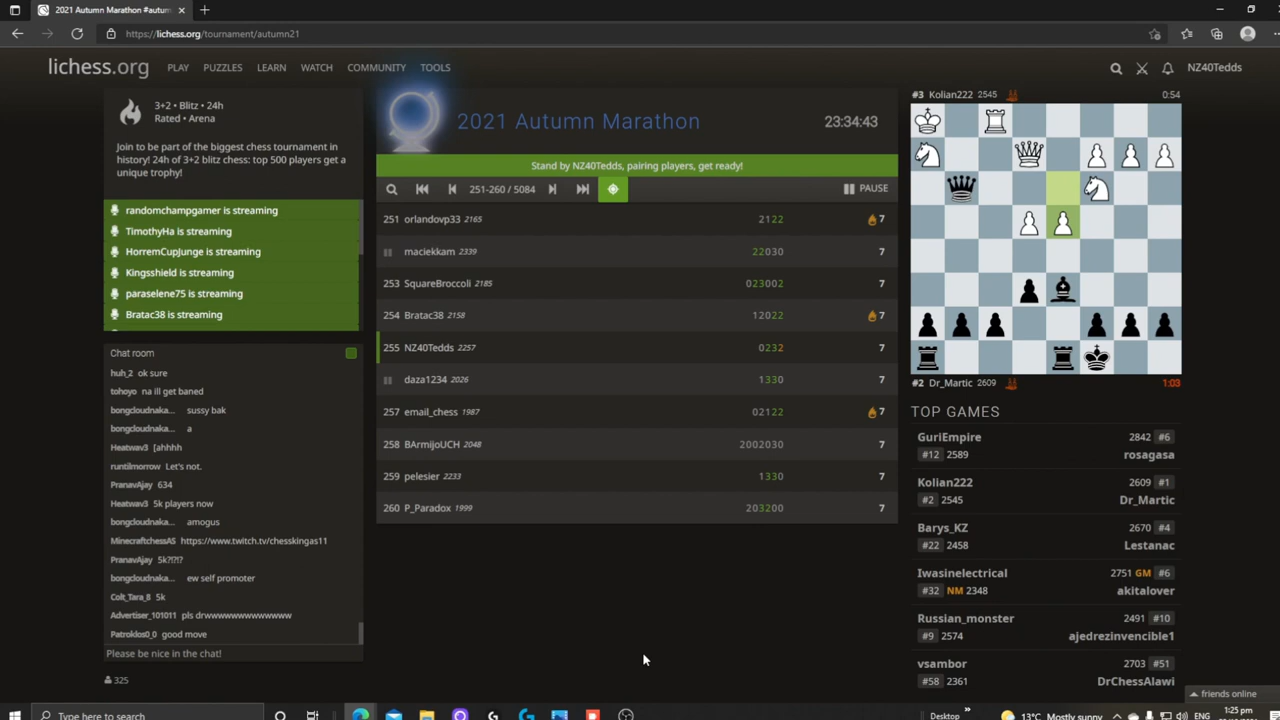 2021 Autumn Marathon #autum
https://lichess.org/tournament/autumn21
lichess.org PLAY PUZZLES LEARN WATCH COMMUNITY TOOLS NZ40Tedds
3+2 • Blitz • 24h
Rated • Arena
Join to be part of the biggest chess tournament in
history! 24h of 3+2 blitz chess: top 500 players get a
unique trophy!
randomchampgamer is streaming
TimothyHa is streaming
HorremCupJunge is streaming
Kingsshield is streaming
paraselene75 is streaming
Bratac38 is streaming
Chat room
huh_2 ok sure
tohoyo na ill get baned
bongcloudnaka... sussy bak
bongcloudnaka... a
Heatwav3 [ahhhh
runtilmorrow Let's not.
PranavAjay 634
Heatwav3 5k players now
bongcloudnaka... amogus
MinecraftchessAS https://www.twitch.tv/chesskingas11
PranavAjay 5k?!?!?
bongcloudnaka... ew self promoter
Colt_Tara_8 5k
Advertiser_101011 pls drwwwwwwwwwwwww
Patroklos0_0 good move
Please be nice in the chat!
325
2021 Autumn Marathon 23:34:43
Stand by NZ40Tedds, pairing players, get ready!
251-260 / 5084 PAUSE
251 orlandovp33 2165 2122 7
maciekkam 2339 22030 7
253 SquareBroccoli 2185 023002 7
254 Bratac38 2158 12022 7
255 NZ40Tedds 2257 0232 7
daza1234 2026 1330 7
257 email_chess 1987 02122 7
258 BArmijoUCH 2048 2002030 7
259 pelesier 2233 1330 7
260 P_Paradox 1999 203200 7
#3 Kolian222 2545 0:54
#2 Dr_Martic 2609 1:03
TOP GAMES
GuriEmpire 2842 #6
#12 2589 rosagasa
Kolian222 2609 #1
#2 2545 Dr_Martic
Barys_KZ 2670 #4
#22 2458 Lestanac
Iwasinelectrical 2751 GM #6
#32 NM 2348 akitalover
Russian_monster 2491 #10
#9 2574 ajedrezinvencible1
vsambor 2703 #51
#58 2361 DrChessAlawi
friends online
Type here to search
Desktop
13°C Mostly sunny
1:25 pm